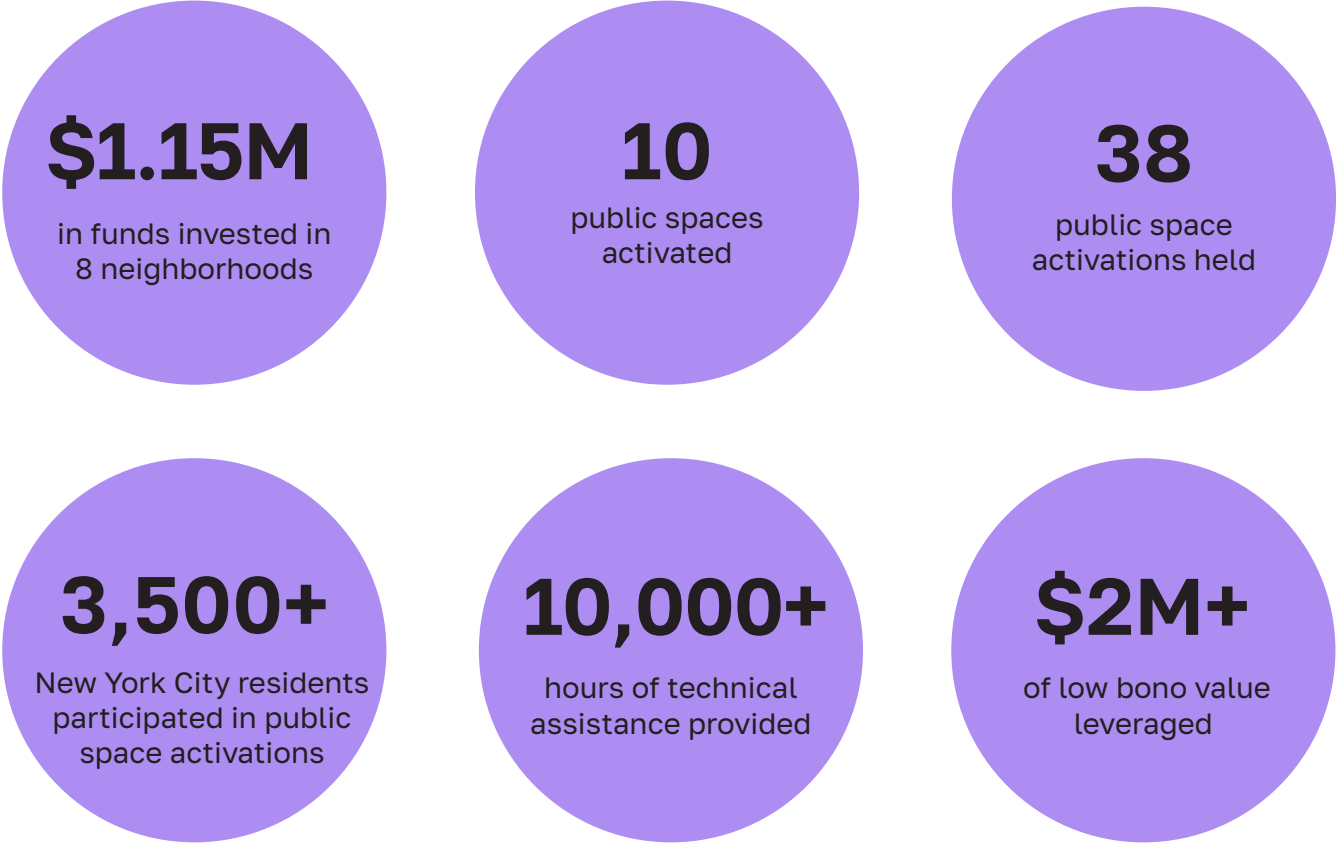 $1.15M
in funds invested in
8 neighborhoods
10
public spaces
activated
38
public space
activations held
3,500+
New York City residents
participated in public
space activations
10,000+
hours of technical
assistance provided
$2M+
of low bono value
leveraged